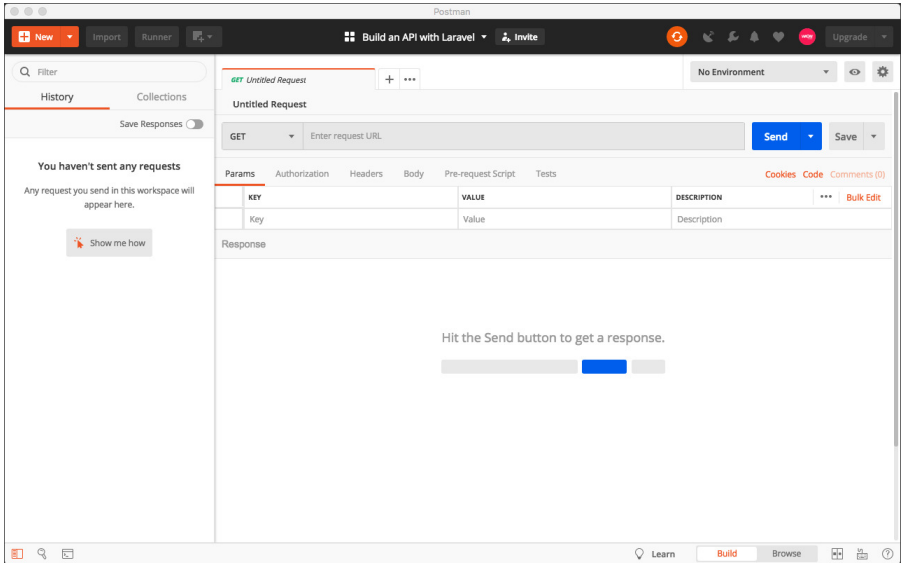 Postman
New Import Runner Build an API with Laravel Invite Upgrade
Filter
History Collections
Save Responses
You haven't sent any requests
Any request you send in this workspace will
appear here.
Show me how
GET Untitled Request + •••
No Environment
Untitled Request
GET Enter request URL Send Save
Params Authorization Headers Body Pre-request Script Tests Cookies Code Comments (0)
KEY VALUE DESCRIPTION ••• Bulk Edit
Key Value Description
Response
Hit the Send button to get a response.
Learn Build Browse